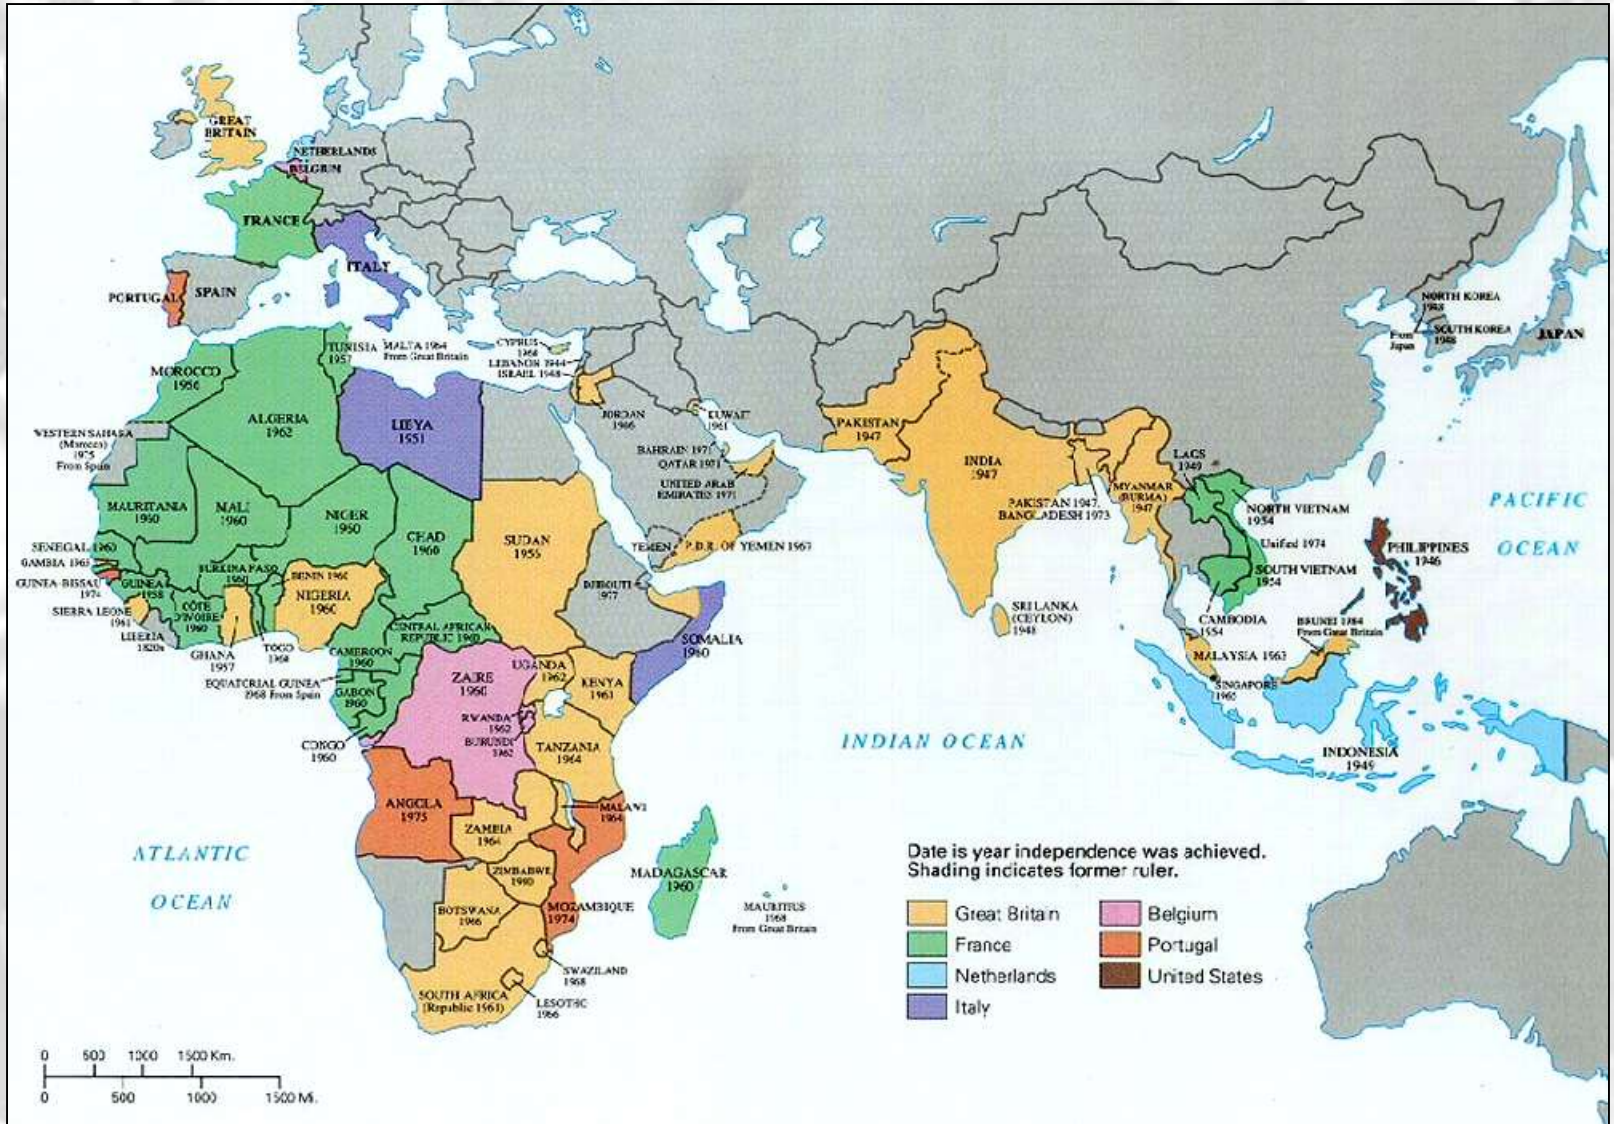 GREAT
BRITAIN
NETHERLANDS
BELGIUM
FRANCE
ITALY
PORTUGAL
SPAIN
TUNISIA
1957
MALTA 1964
From Great Britain
CYPRUS
1960
LEBANON 1944
ISRAEL 1948
MOROCCO
1956
ALGERIA
1962
LIBYA
1951
JORDAN
1946
KUWAIT
1961
WESTERN SAHARA
(Morocco)
1975
From Spain
BAHRAIN 1971
QATAR 1971
UNITED ARAB
EMIRATES 1971
YEMEN
P.D.R. OF YEMEN 1967
PAKISTAN
1947
INDIA
1947
PAKISTAN 1947
BANGLADESH 1973
MYANMAR
(BURMA)
1947
LAOS
1949
NORTH VIETNAM
1954
Unified 1974
SOUTH VIETNAM
1954
CAMBODIA
1954
NORTH KOREA
1948
From
Japan
SOUTH KOREA
1948
JAPAN
PACIFIC
OCEAN
PHILIPPINES
1946
BRUNEI 1984
From Great Britain
MALAYSIA 1963
SINGAPORE
1965
INDONESIA
1949
SRI LANKA
(CEYLON)
1948
MAURITANIA
1960
MALI
1960
NIGER
1960
CHAD
1960
SUDAN
1956
DJIBOUTI
1977
SENEGAL 1960
GAMBIA 1965
GUINEA-BISSAU
1974
GUINEA
1958
SIERRA LEONE
1961
LIBERIA
1820s
CÔTE
D'IVOIRE
1960
BURKINA FASO
1960
BENIN 1960
NIGERIA
1960
GHANA
1957
TOGO
1960
CAMEROON
1960
CENTRAL AFRICAN
REPUBLIC 1960
EQUATORIAL GUINEA
1968 From Spain
GABON
1960
CONGO
1960
ZAIRE
1960
UGANDA
1962
KENYA
1963
SOMALIA
1960
RWANDA
1962
BURUNDI
1962
TANZANIA
1964
ANGOLA
1975
ZAMBIA
1964
MALAWI
1964
ZIMBABWE
1980
MOZAMBIQUE
1974
BOTSWANA
1966
MADAGASCAR
1960
MAURITIUS
1968
From Great Britain
SWAZILAND
1968
LESOTHO
1966
SOUTH AFRICA
(Republic 1961)
ATLANTIC
OCEAN
INDIAN OCEAN
Date is year independence was achieved.
Shading indicates former ruler.
Great Britain
France
Netherlands
Italy
Belgium
Portugal
United States
0 500 1000 1500 Km.
0 500 1000 1500 Mi.